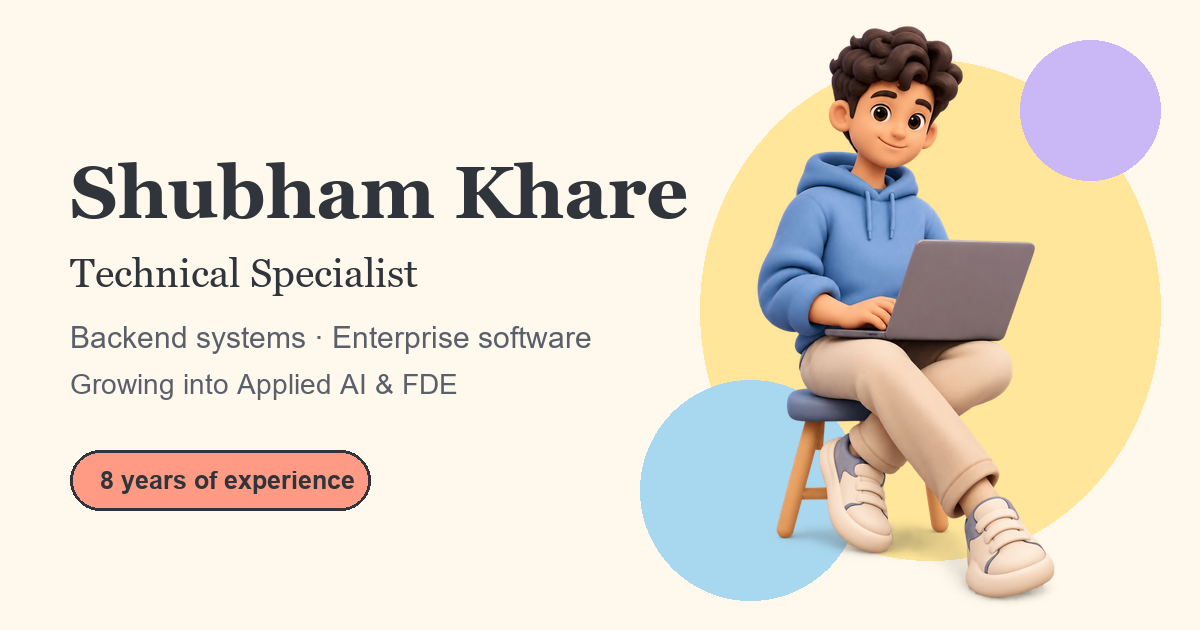 Shubham Khare
Technical Specialist
Backend systems · Enterprise software
Growing into Applied AI & FDE
8 years of experience